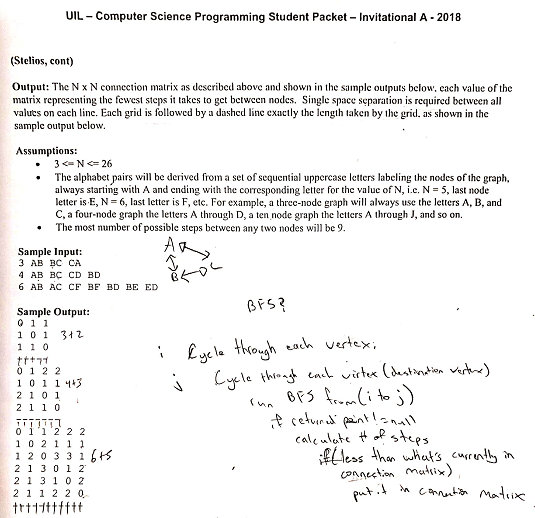 UIL – Computer Science Programming Student Packet – Invitational A - 2018
(Stelios, cont)
Output: The N x N connection matrix as described above and shown in the sample outputs below, each value of the
matrix representing the fewest steps it takes to get between nodes. Single space separation is required between all
values on each line. Each grid is followed by a dashed line exactly the length taken by the grid, as shown in the
sample output below.
Assumptions:
• 3 <= N <= 26
• The alphabet pairs will be derived from a set of sequential uppercase letters labeling the nodes of the graph,
always starting with A and ending with the corresponding letter for the value of N, i.e. N = 5, last node
letter is E, N = 6, last letter is F, etc. For example, a three-node graph will always use the letters A, B, and
C, a four-node graph the letters A through D, a ten node graph the letters A through J, and so on.
• The most number of possible steps between any two nodes will be 9.
Sample Input:
3 AB BC CA
4 AB BC CD BD
6 AB AC CF BF BD BE ED
A
B C
Sample Output:
0 1 1
1 0 1 3+2
1 1 0
-----
0 1 2 2
1 0 1 1 4+3
2 1 0 1
2 1 1 0
-------
0 1 1 2 2 2
1 0 2 1 1 1
1 2 0 3 3 1 6+5
2 1 3 0 1 2
2 1 3 1 0 2
2 1 1 2 2 0
-----------
BFS?
i Cycle through each vertex;
j Cycle through each virtex (destination vertex)
run BFS from (i to j)
if returned point != null
calculate # of steps
if (less than what's currently in
connection matrix)
put it in connection matrix